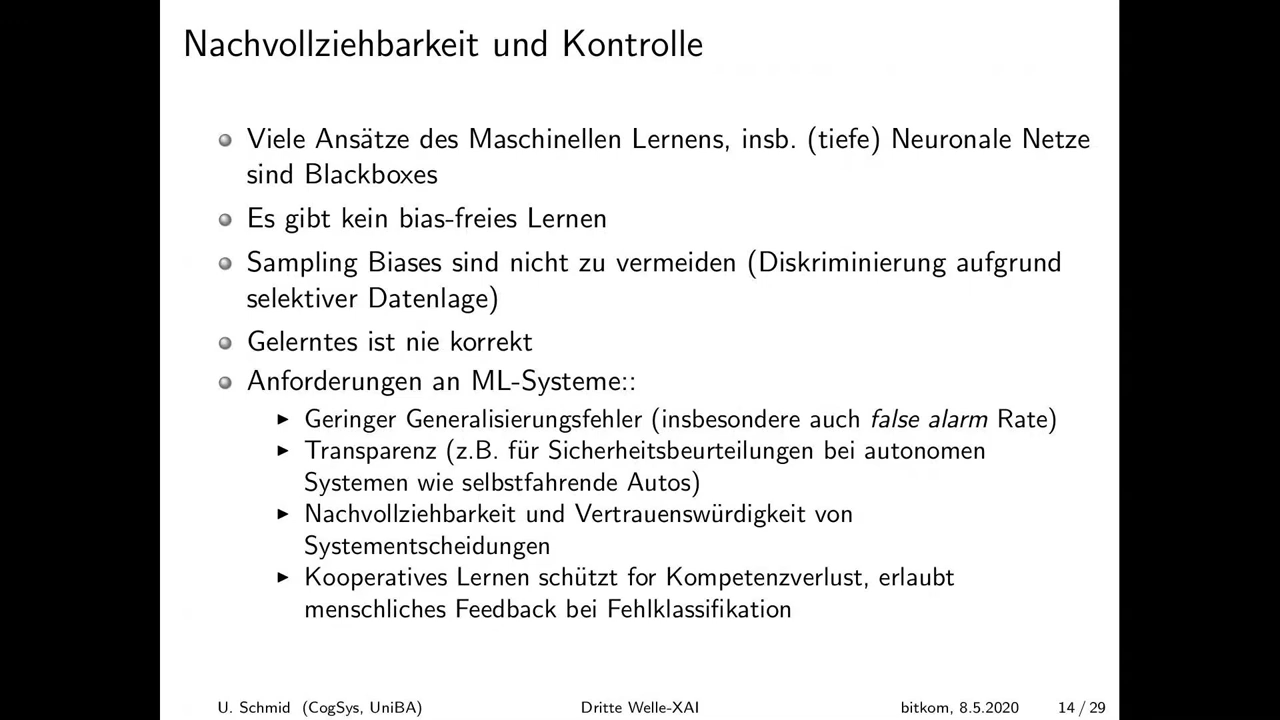 Nachvollziehbarkeit und Kontrolle
Viele Ansätze des Maschinellen Lernens, insb. (tiefe) Neuronale Netze
sind Blackboxes
Es gibt kein bias-freies Lernen
Sampling Biases sind nicht zu vermeiden (Diskriminierung aufgrund
selektiver Datenlage)
Gelerntes ist nie korrekt
Anforderungen an ML-Systeme::
Geringer Generalisierungsfehler (insbesondere auch false alarm Rate)
Transparenz (z.B. für Sicherheitsbeurteilungen bei autonomen
Systemen wie selbstfahrende Autos)
Nachvollziehbarkeit und Vertrauenswürdigkeit von
Systementscheidungen
Kooperatives Lernen schützt for Kompetenzverlust, erlaubt
menschliches Feedback bei Fehlklassifikation
U. Schmid (CogSys, UniBA) Dritte Welle-XAI bitkom, 8.5.2020 14 / 29